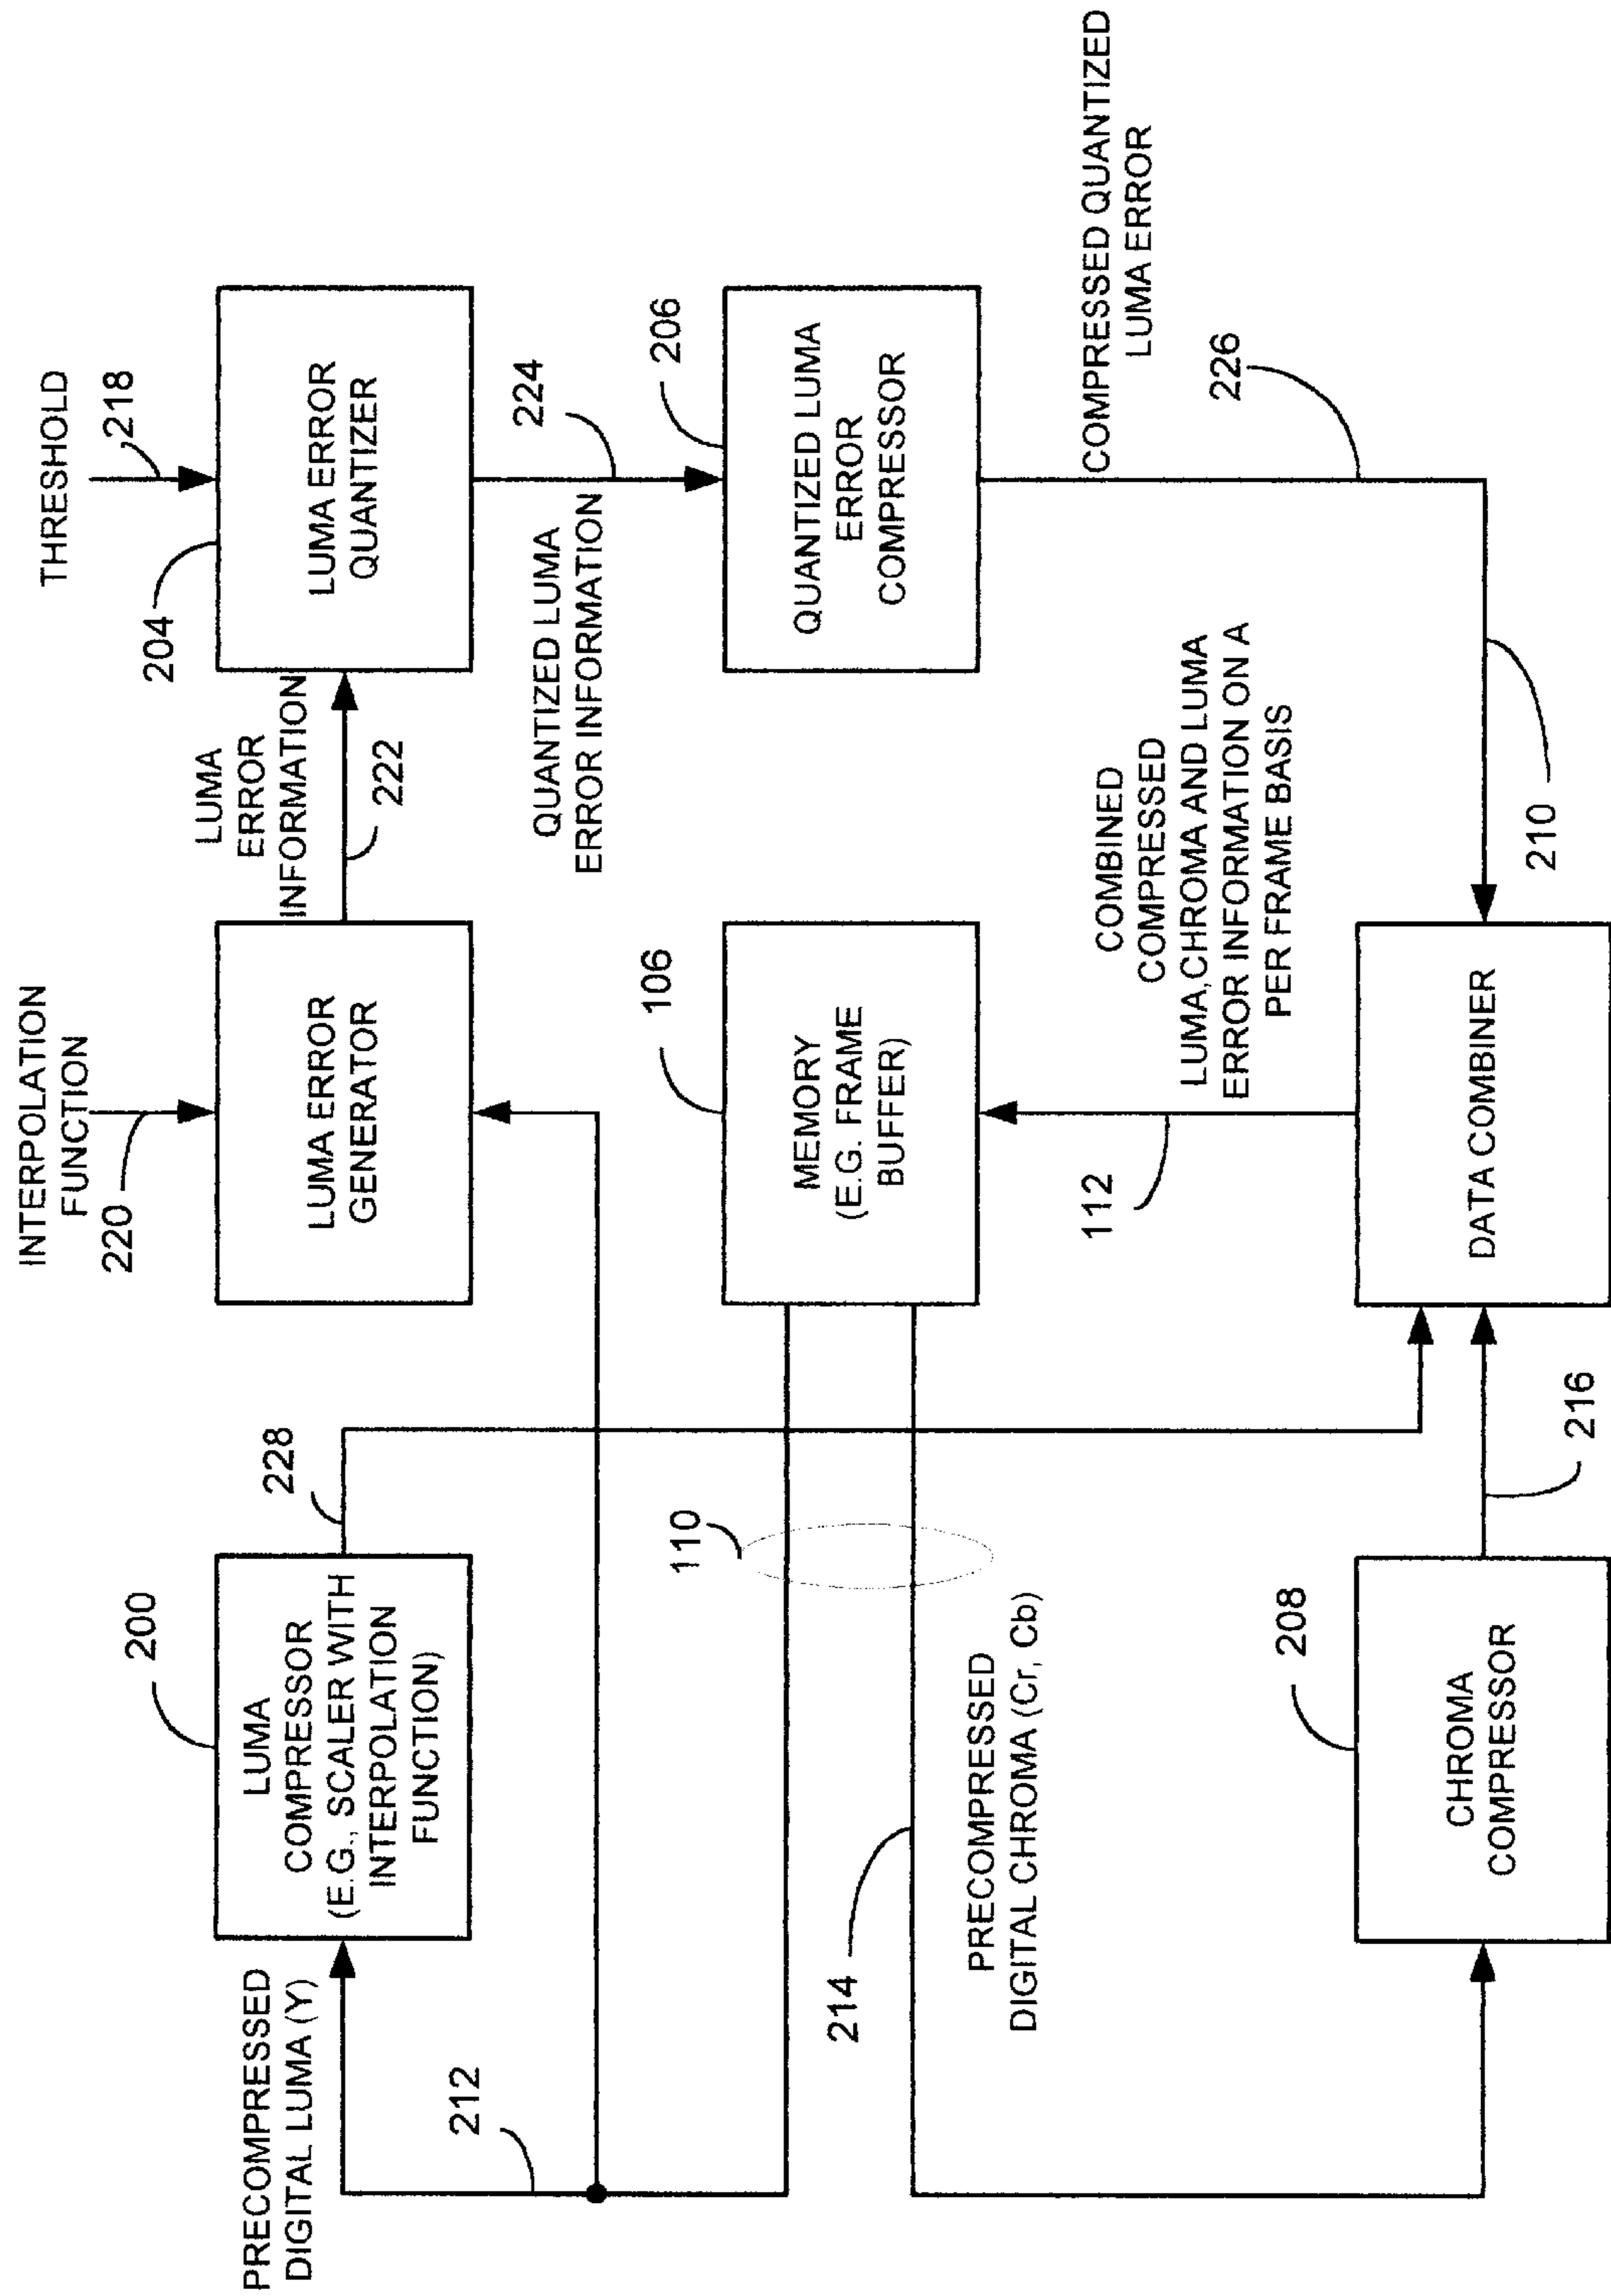 INTERPOLATION
FUNCTION
220
THRESHOLD
218
204
200
PRECOMPRESSED
DIGITAL LUMA (Y)
LUMA
COMPRESSOR
(E.G., SCALER WITH
INTERPOLATION
FUNCTION)
228
LUMA ERROR
GENERATOR
LUMA
ERROR
INFORMATION
222
LUMA ERROR
QUANTIZER
212
QUANTIZED LUMA
ERROR INFORMATION
224
110
106
MEMORY
(E.G. FRAME
BUFFER)
206
QUANTIZED LUMA
ERROR
COMPRESSOR
214
PRECOMPRESSED
DIGITAL CHROMA (Cr, Cb)
112
COMBINED
COMPRESSED
LUMA,CHROMA AND LUMA
ERROR INFORMATION ON A
PER FRAME BASIS
COMPRESSED QUANTIZED
LUMA ERROR
226
208
CHROMA
COMPRESSOR
216
DATA COMBINER
210